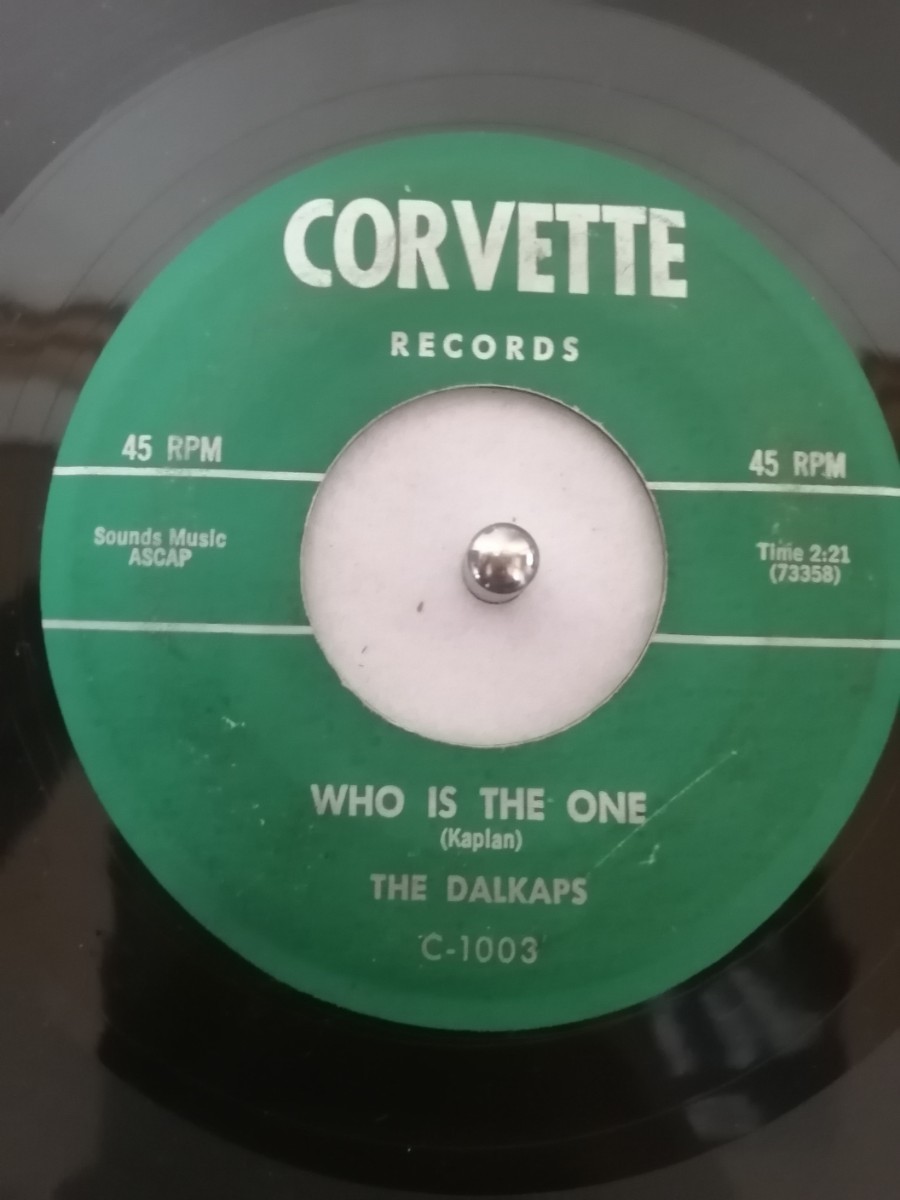 CORVETTE
RECORDS
45 RPM
45 RPM
Sounds Music
ASCAP
Time 2:21
(73358)
WHO IS THE ONE
(Kaplan)
THE DALKAPS
C-1003